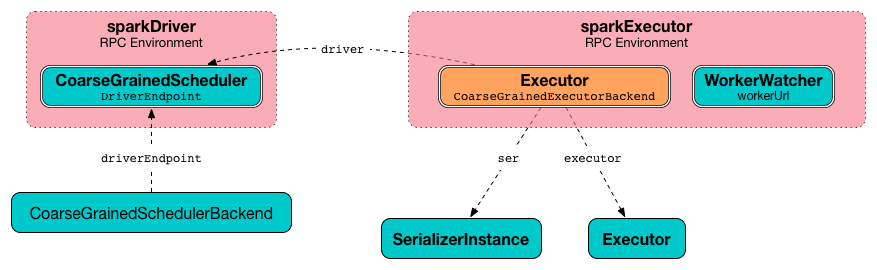 sparkDriver
RPC Environment
CoarseGrainedScheduler
DriverEndpoint
driver
sparkExecutor
RPC Environment
Executor
CoarseGrainedExecutorBackend
WorkerWatcher
workerUrl
driverEndpoint
ser
executor
CoarseGrainedSchedulerBackend
SerializerInstance
Executor